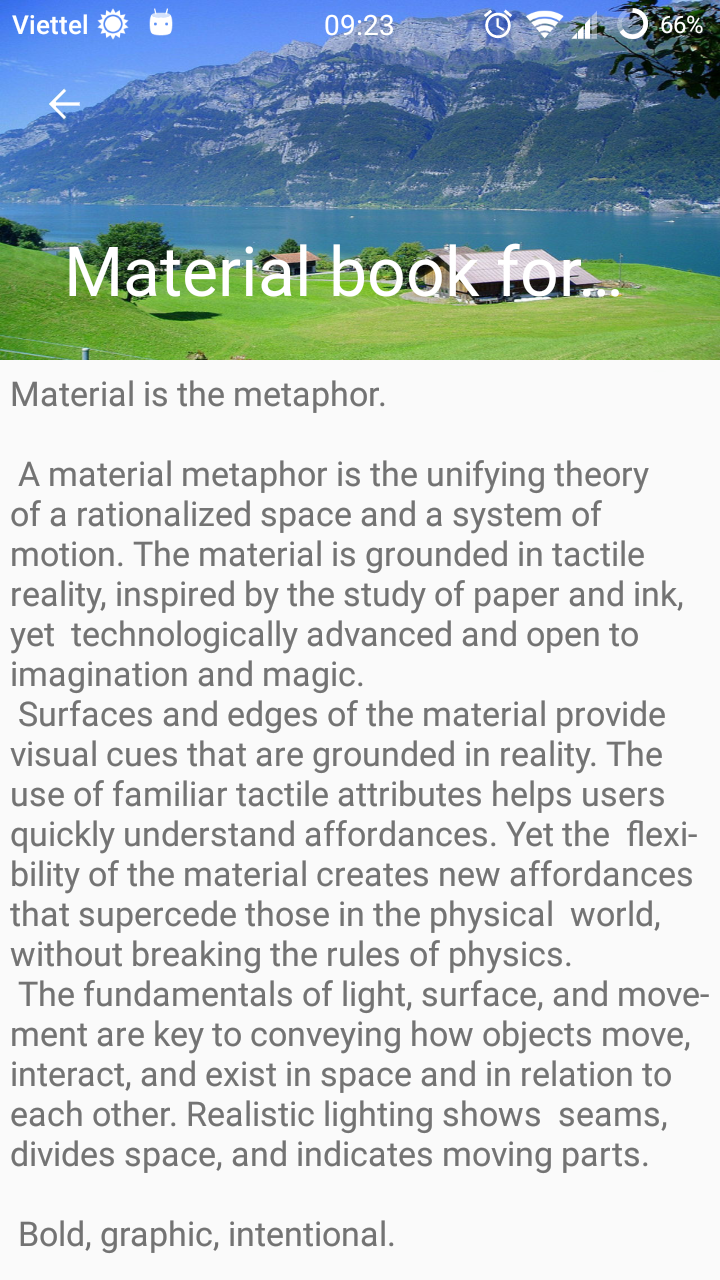 Viettel 09:23 66%
Material book for ..
Material is the metaphor.
A material metaphor is the unifying theory
of a rationalized space and a system of
motion. The material is grounded in tactile
reality, inspired by the study of paper and ink,
yet  technologically advanced and open to
imagination and magic.
Surfaces and edges of the material provide
visual cues that are grounded in reality. The
use of familiar tactile attributes helps users
quickly understand affordances. Yet the  flexi-
bility of the material creates new affordances
that supercede those in the physical  world,
without breaking the rules of physics.
The fundamentals of light, surface, and move-
ment are key to conveying how objects move,
interact, and exist in space and in relation to
each other. Realistic lighting shows  seams,
divides space, and indicates moving parts.
Bold, graphic, intentional.